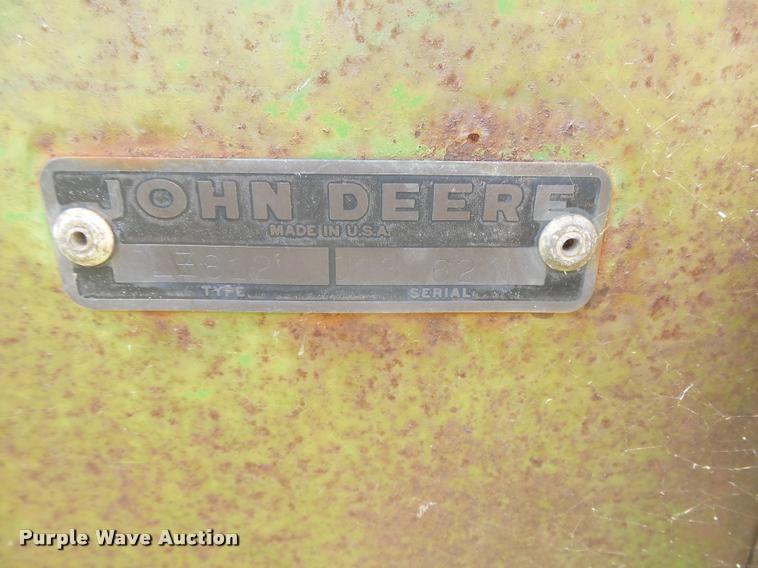 JOHN DEERE
MADE IN U.S.A.
TYPE SERIAL
Purple Wave Auction